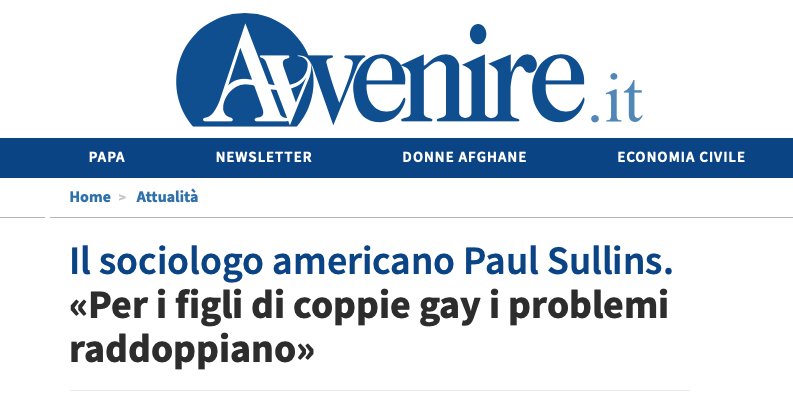 Avvenire.it
PAPA NEWSLETTER DONNE AFGHANE ECONOMIA CIVILE
Home > Attualità
Il sociologo americano Paul Sullins.
«Per i figli di coppie gay i problemi
raddoppiano»